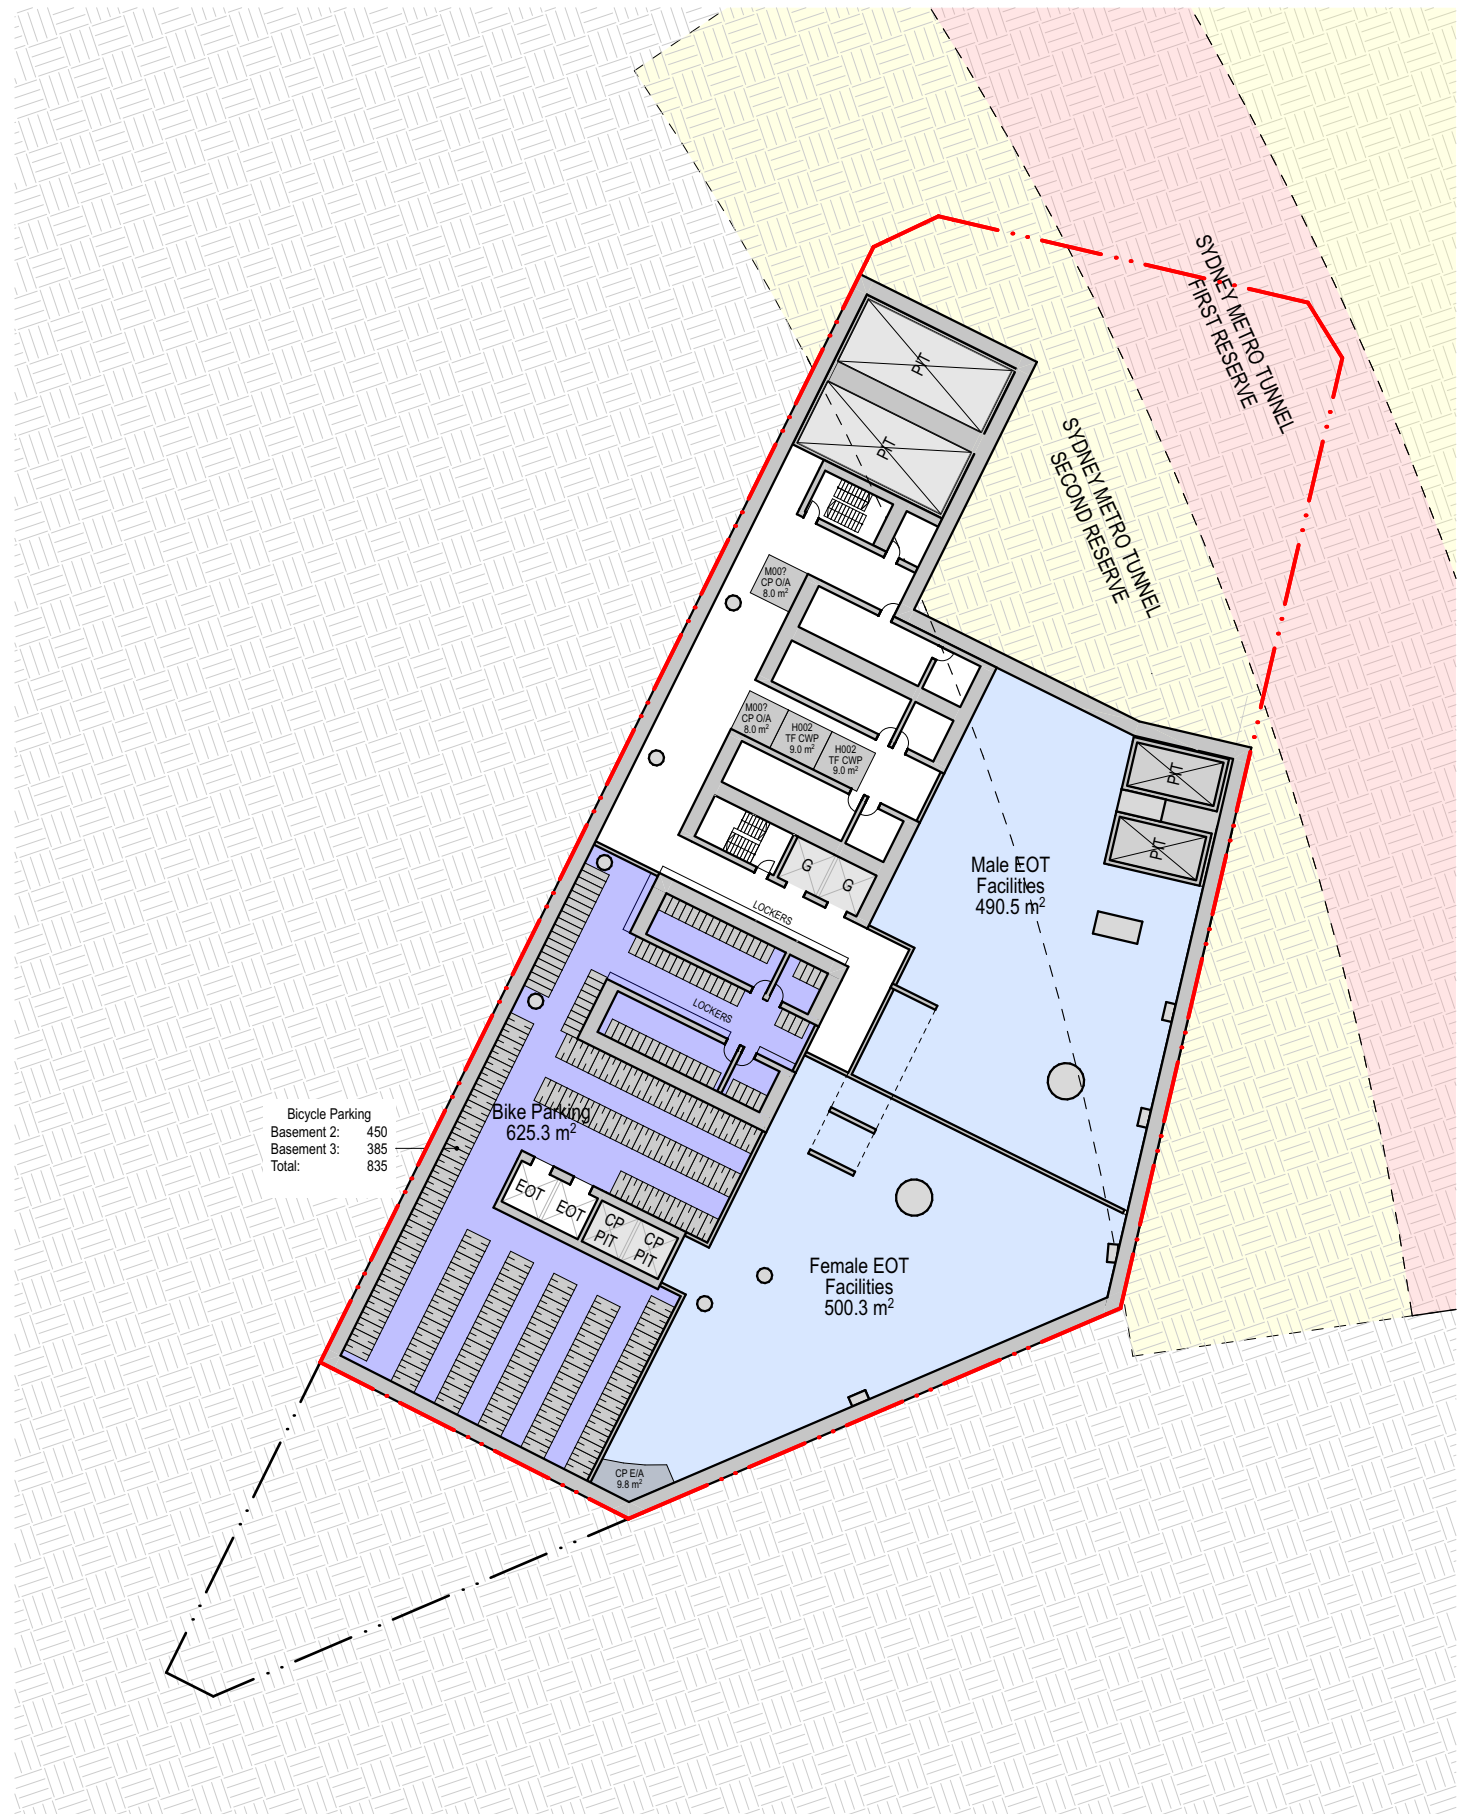 SYDNEY METRO TUNNEL
FIRST RESERVE
SYDNEY METRO TUNNEL
SECOND RESERVE
PIT
PIT
M00?
CP O/A
8.0 m²
M00?
CP O/A
8.0 m²
H002
TF CWP
9.0 m²
H002
TF CWP
9.0 m²
PIT
PIT
G
G
Male EOT
Facilities
490.5 m²
LOCKERS
LOCKERS
Bicycle Parking
Basement 2: 450
Basement 3: 385
Total: 835
Bike Parking
625.3 m²
EOT
EOT
CP
PIT
CP
PIT
Female EOT
Facilities
500.3 m²
CP E/A
9.8 m²